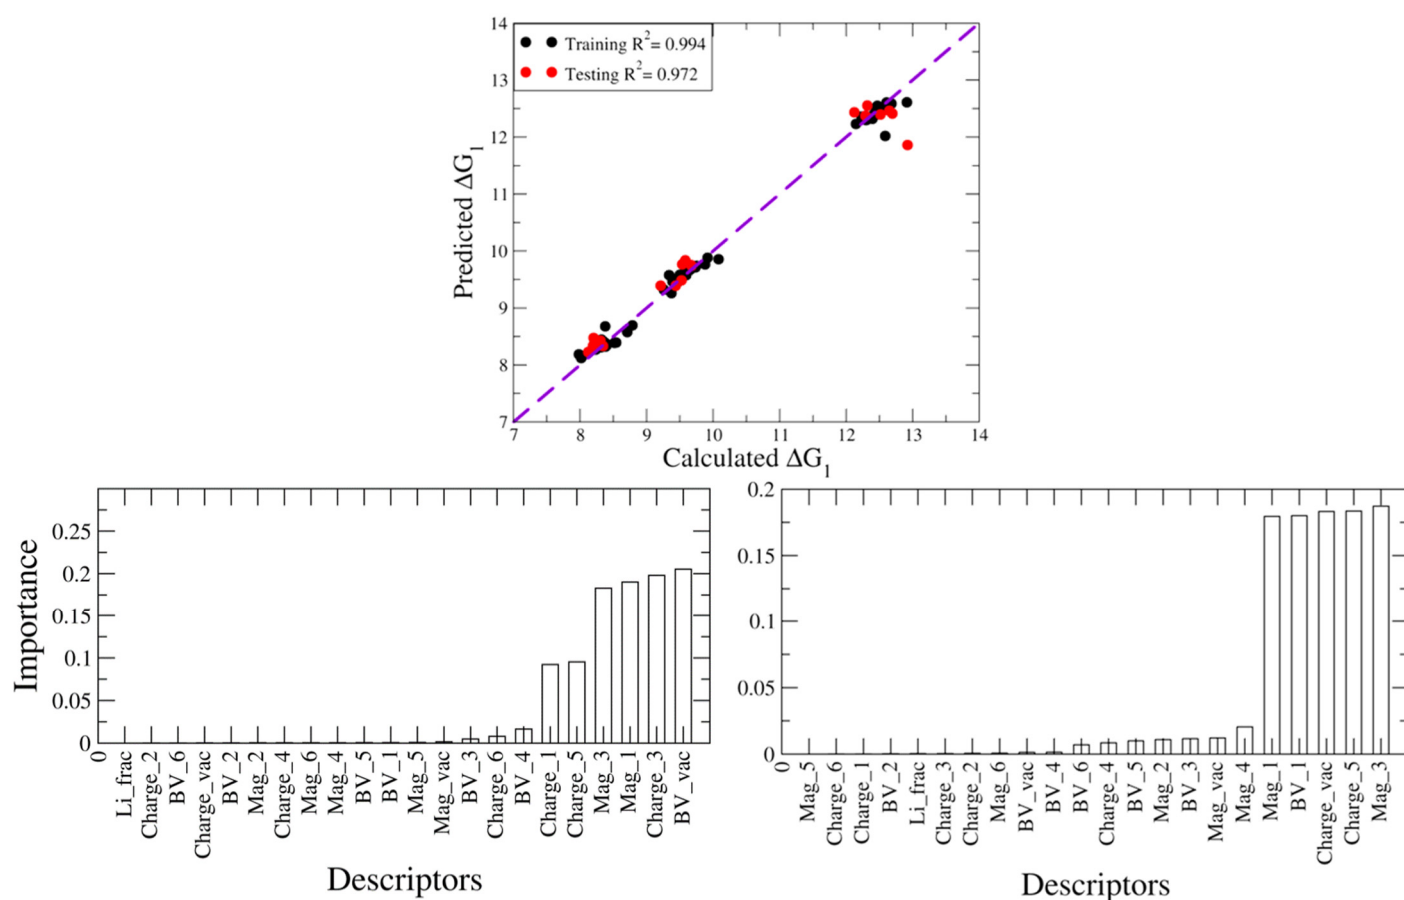 14
13
12
11
10
9
8
7
Predicted ΔG1
Training R2= 0.994
Testing R2= 0.972
7 8 9 10 11 12 13 14
Calculated ΔG1
0.25
0.2
0.15
0.1
0.05
0
Importance
0
Li_frac
Charge_2
BV_6
Charge_vac
BV_2
Mag_2
Charge_4
Mag_6
Mag_4
BV_5
BV_1
Mag_5
Mag_vac
BV_3
Charge_6
BV_4
Charge_1
Charge_5
Mag_3
Mag_1
Charge_3
BV_vac
Descriptors
0.2
0.15
0.1
0.05
0
0
Mag_5
Charge_6
Charge_1
BV_2
Li_frac
Charge_3
Charge_2
Mag_6
BV_vac
BV_4
BV_6
Charge_4
BV_5
Mag_2
BV_3
Mag_vac
Mag_4
Mag_1
BV_1
Charge_vac
Charge_5
Mag_3
Descriptors